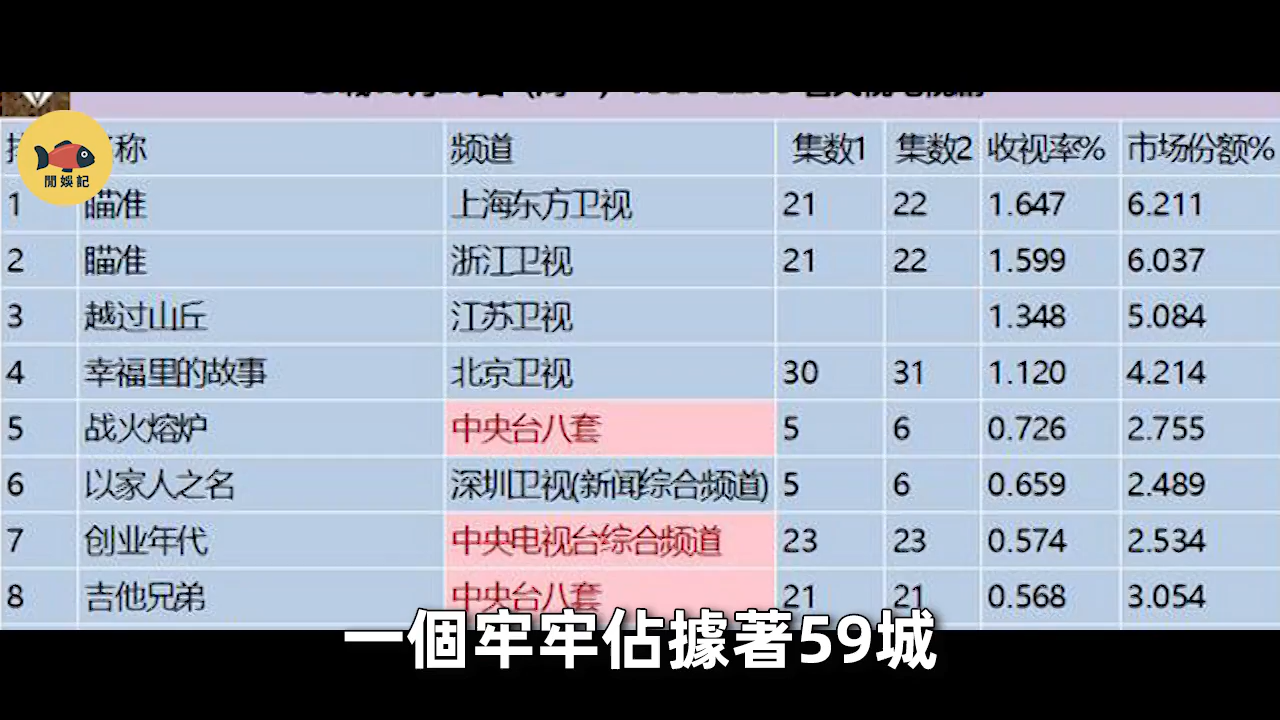 称 频道 集数1 集数2 收视率% 市场份额%
閒娛記
1 瞄准 上海东方卫视 21 22 1.647 6.211
2 瞄准 浙江卫视 21 22 1.599 6.037
3 越过山丘 江苏卫视 1.348 5.084
4 幸福里的故事 北京卫视 30 31 1.120 4.214
5 战火熔炉 中央台八套 5 6 0.726 2.755
6 以家人之名 深圳卫视(新闻综合频道) 5 6 0.659 2.489
7 创业年代 中央电视台综合频道 23 23 0.574 2.534
8 吉他兄弟 中央台八套 21 21 0.568 3.054
一個牢牢佔據著59城